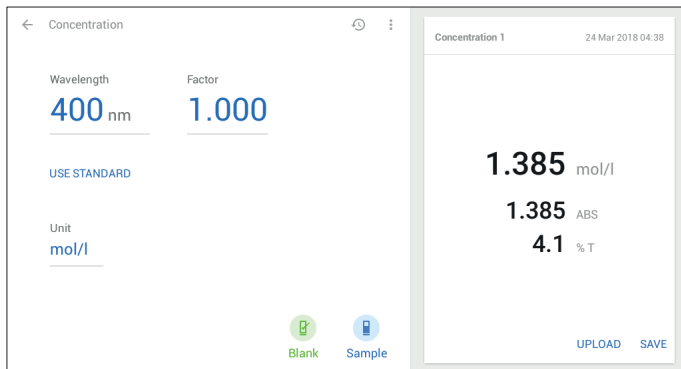 Concentration
Wavelength Factor
400 nm 1.000
USE STANDARD
Unit
mol/l
Blank Sample
Concentration 1 24 Mar 2018 04:38
1.385 mol/l
1.385 ABS
4.1 % T
UPLOAD SAVE